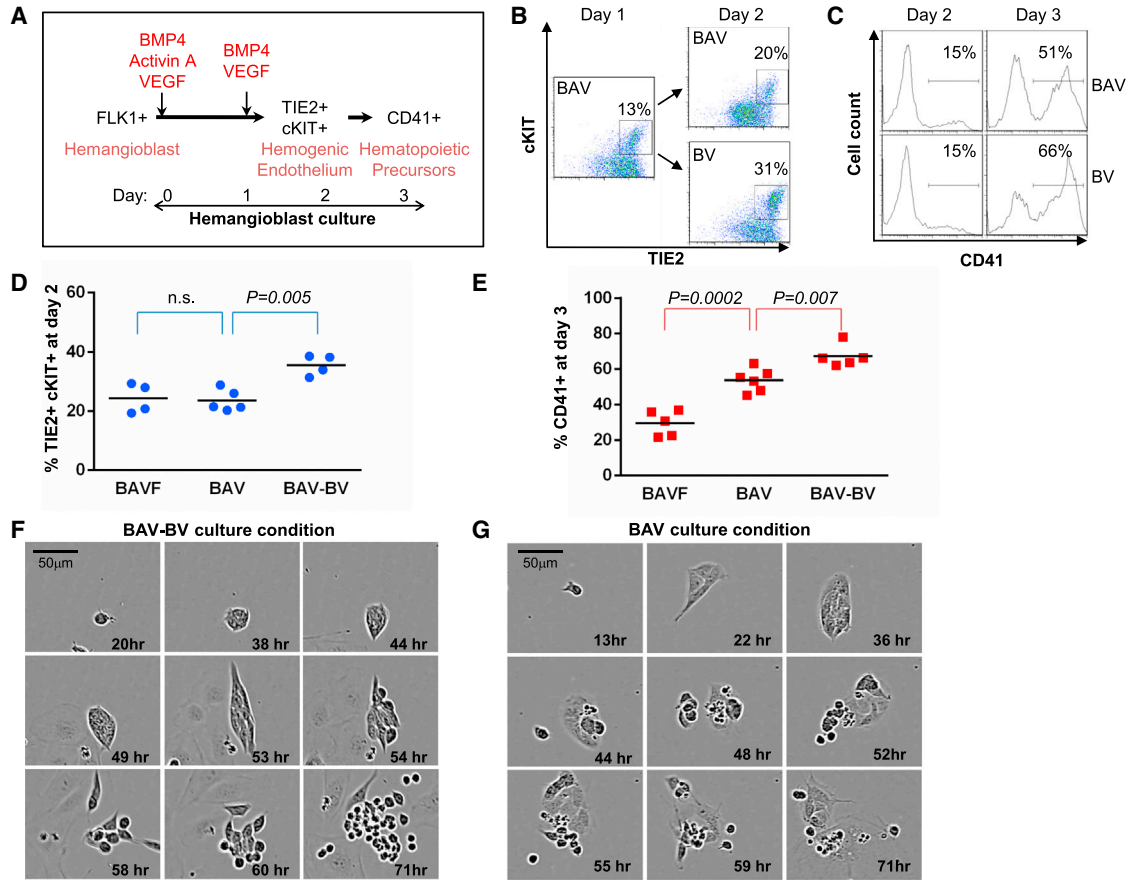 A
BMP4
Activin A
VEGF
BMP4
VEGF
FLK1+
TIE2+
cKIT+
CD41+
Hemangioblast
Hemogenic
Endothelium
Hematopoietic
Precursors
Day: 0 1 2 3
Hemangioblast culture
B
Day 1
Day 2
BAV
13%
BAV
20%
BV
31%
cKIT
TIE2
C
Day 2
Day 3
15%
51%
BAV
15%
66%
BV
Cell count
CD41
D
% TIE2+ cKIT+ at day 2
60
40
20
0
n.s.
P=0.005
BAVF
BAV
BAV-BV
E
% CD41+ at day 3
100
80
60
40
20
0
P=0.0002
P=0.007
BAVF
BAV
BAV-BV
F
BAV-BV culture condition
50μm
20hr
38 hr
44 hr
49 hr
53 hr
54 hr
58 hr
60 hr
71hr
G
BAV culture condition
50μm
13hr
22 hr
36 hr
44 hr
48 hr
52hr
55 hr
59 hr
71hr